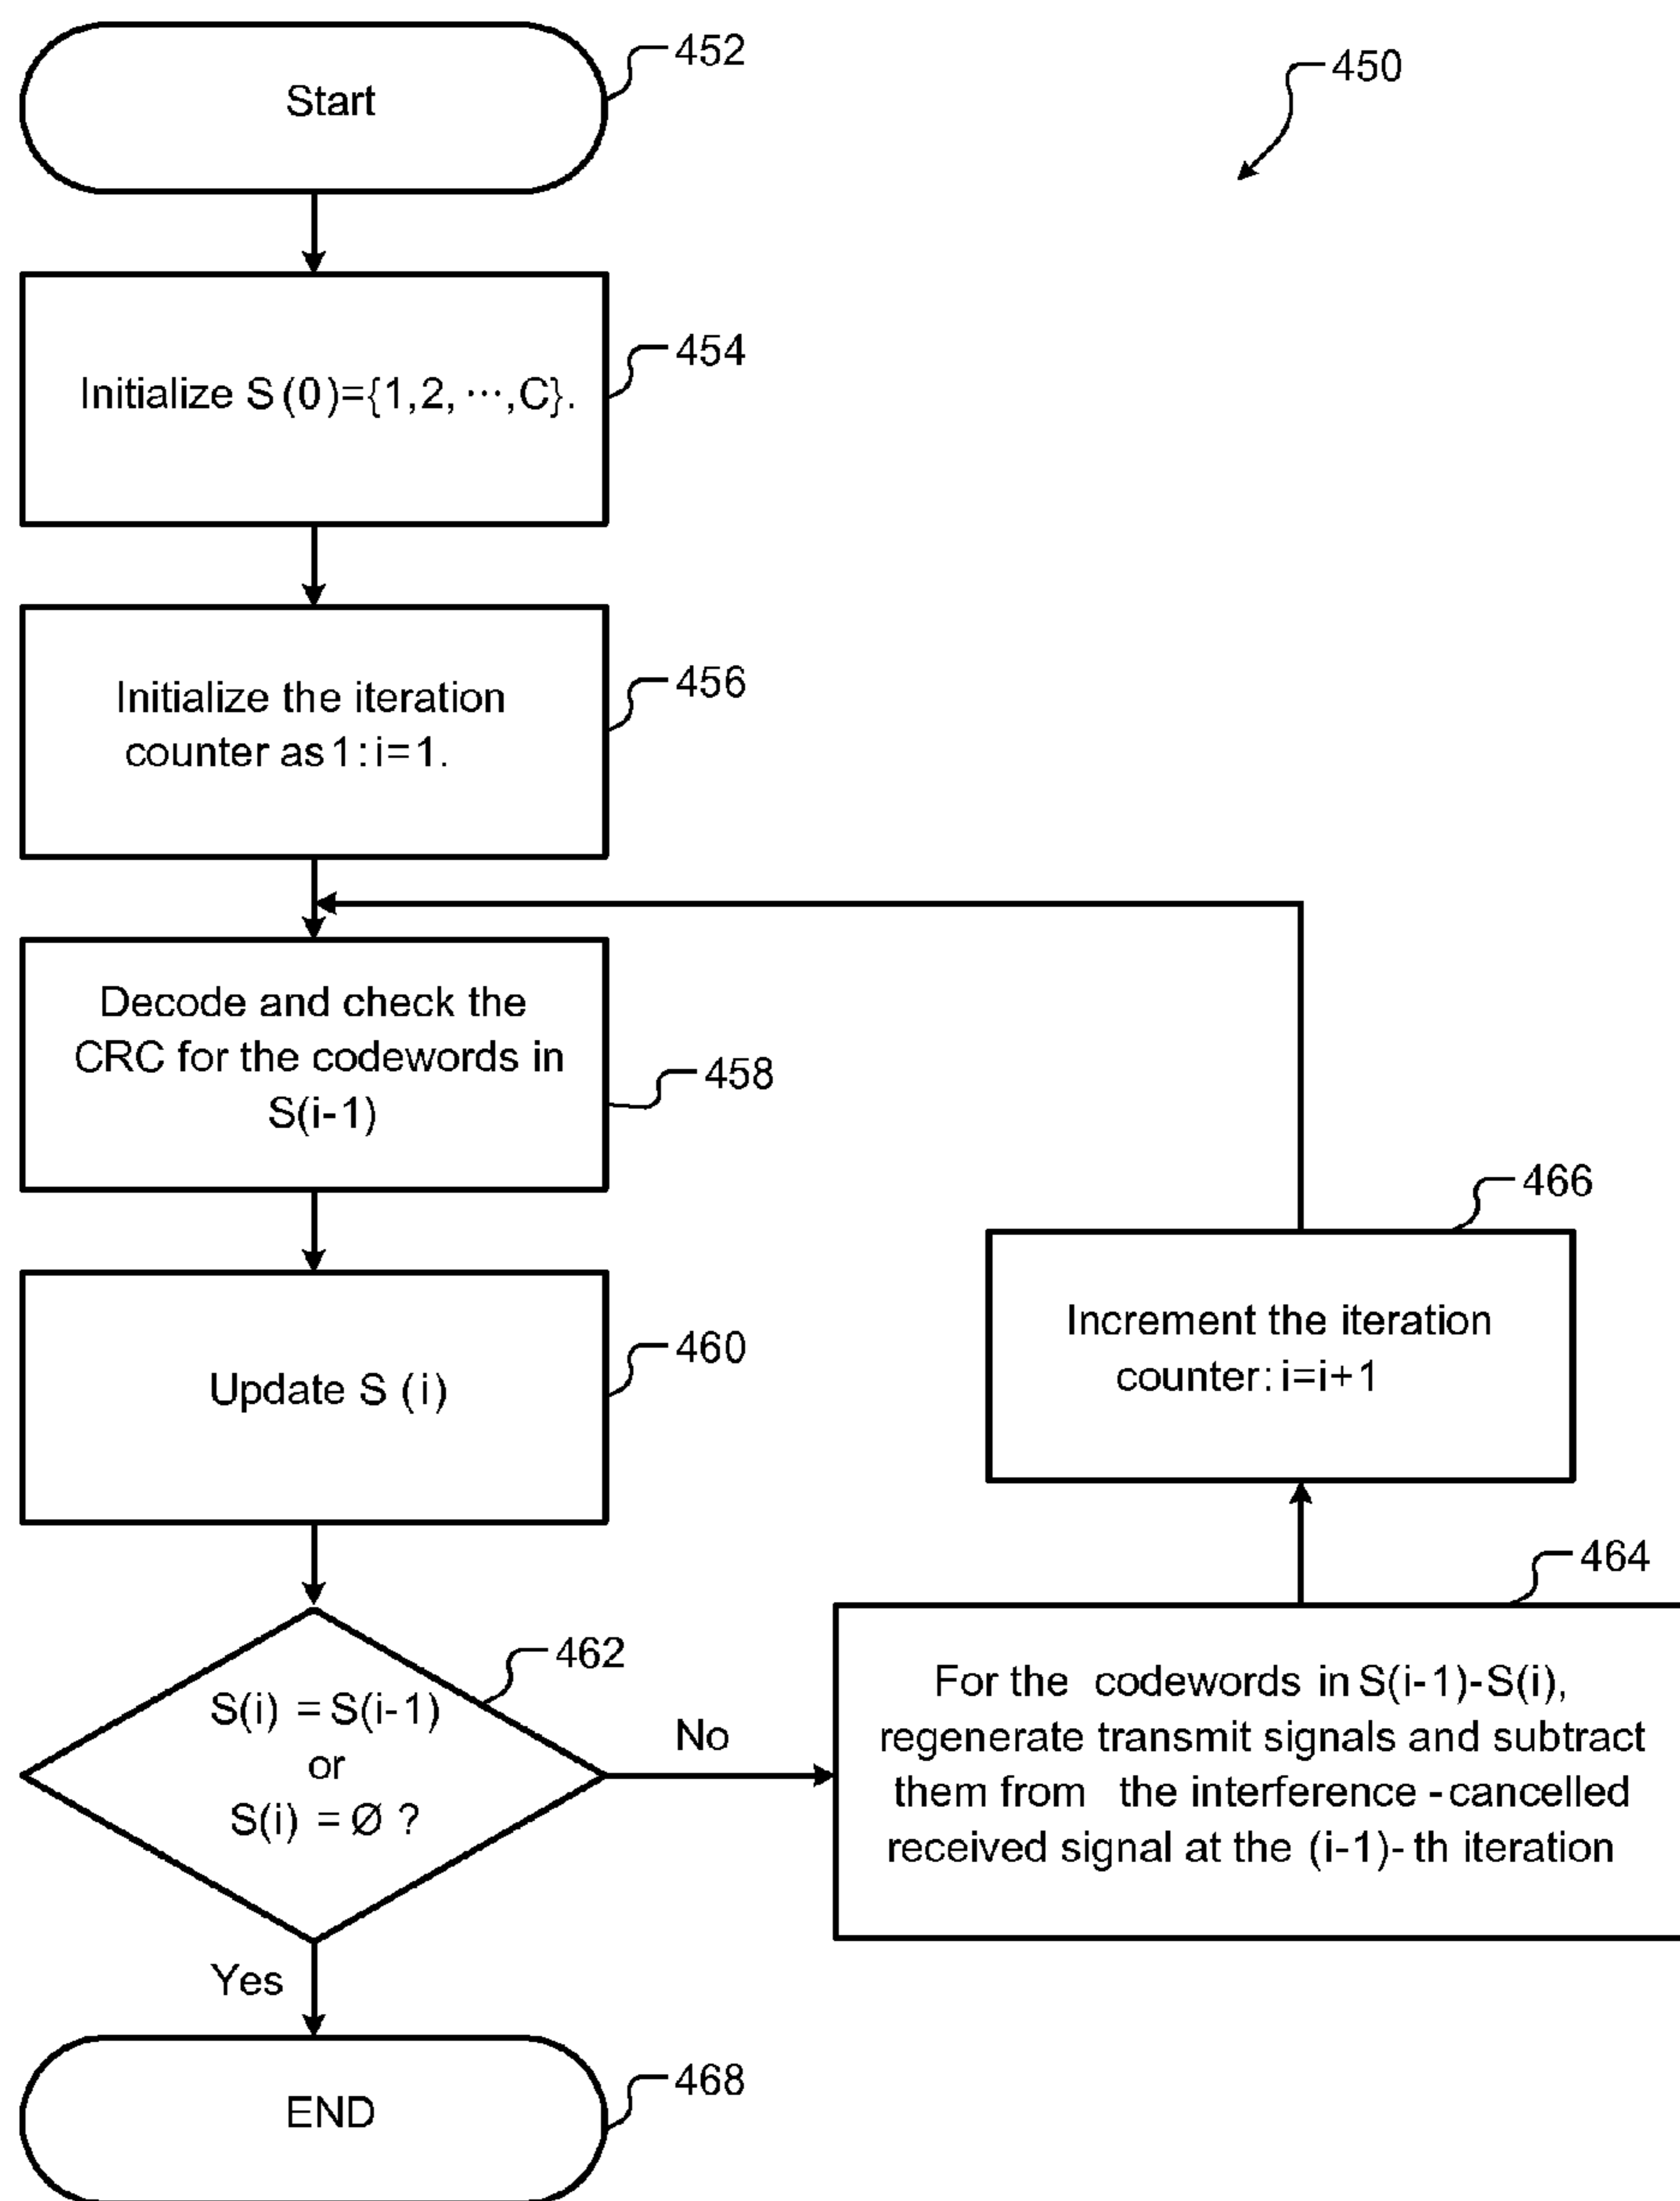 Start
452
450
Initialize S(0)={1,2, ⋯,C}.
454
Initialize the iteration
counter as 1: i=1.
456
Decode and check the
CRC for the codewords in
S(i-1)
458
Update S (i)
460
Increment the iteration
counter: i=i+1
466
S(i) = S(i-1)
or
S(i) = Ø ?
462
No
Yes
For the codewords in S(i-1)-S(i),
regenerate transmit signals and subtract
them from the interference -cancelled
received signal at the (i-1)- th iteration
464
END
468